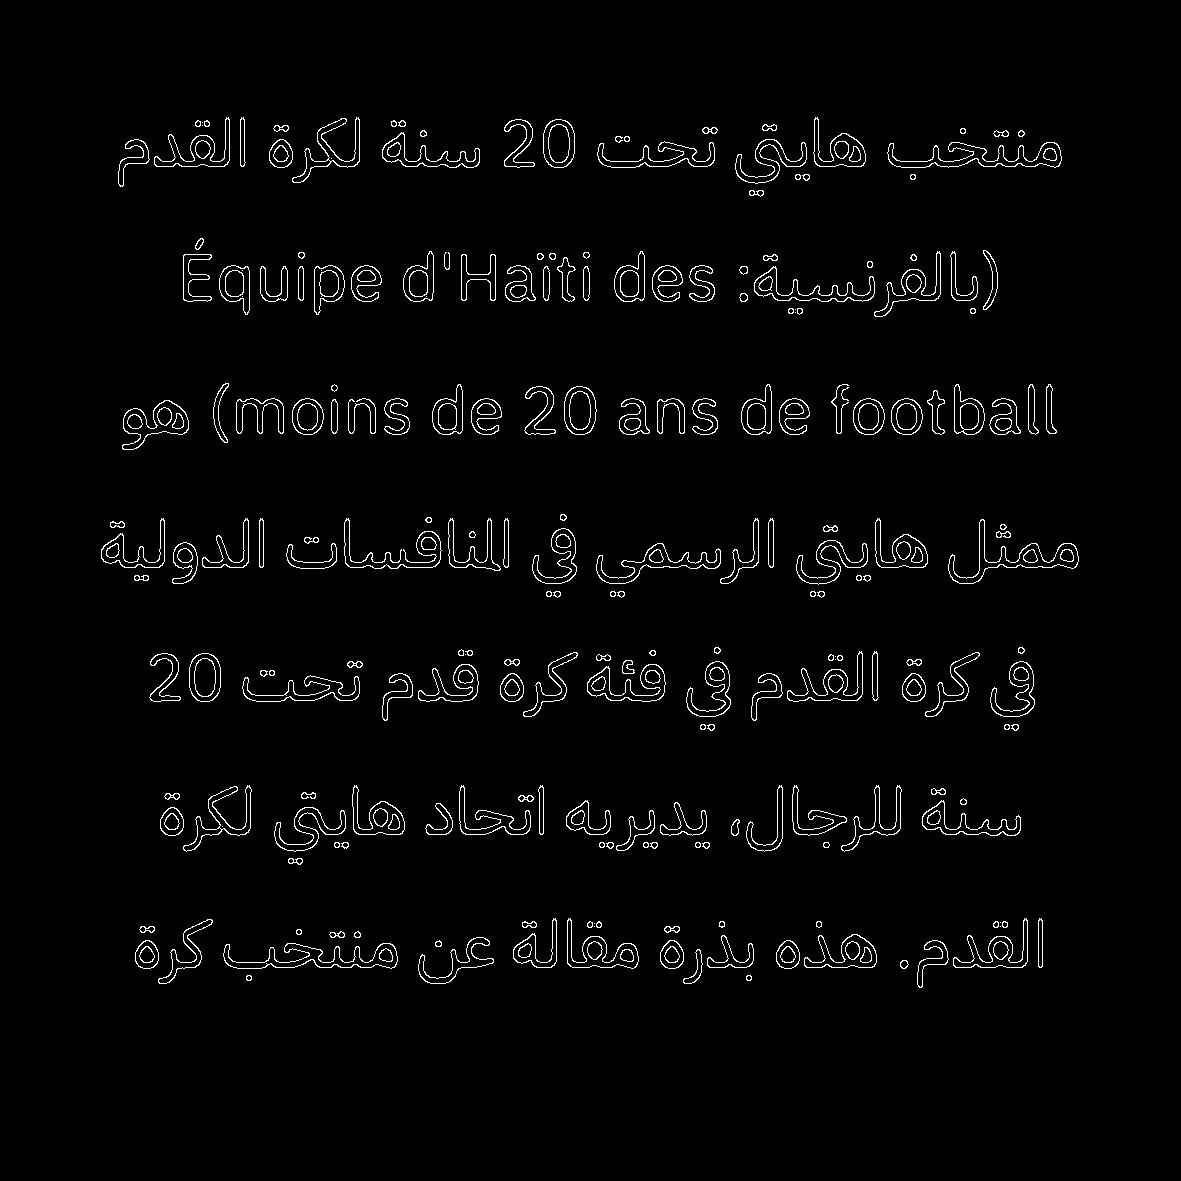 منتخب هايتي تحت 20 سنة لكرة القدم
(بالفرنسية: Équipe d'Haïti des
moins de 20 ans de football) هو
ممثل هايتي الرسمي في المنافسات الدولية
في كرة القدم في فئة كرة قدم تحت 20
سنة للرجال، يديريه اتحاد هايتي لكرة
القدم. هذه بذرة مقالة عن منتخب كرة